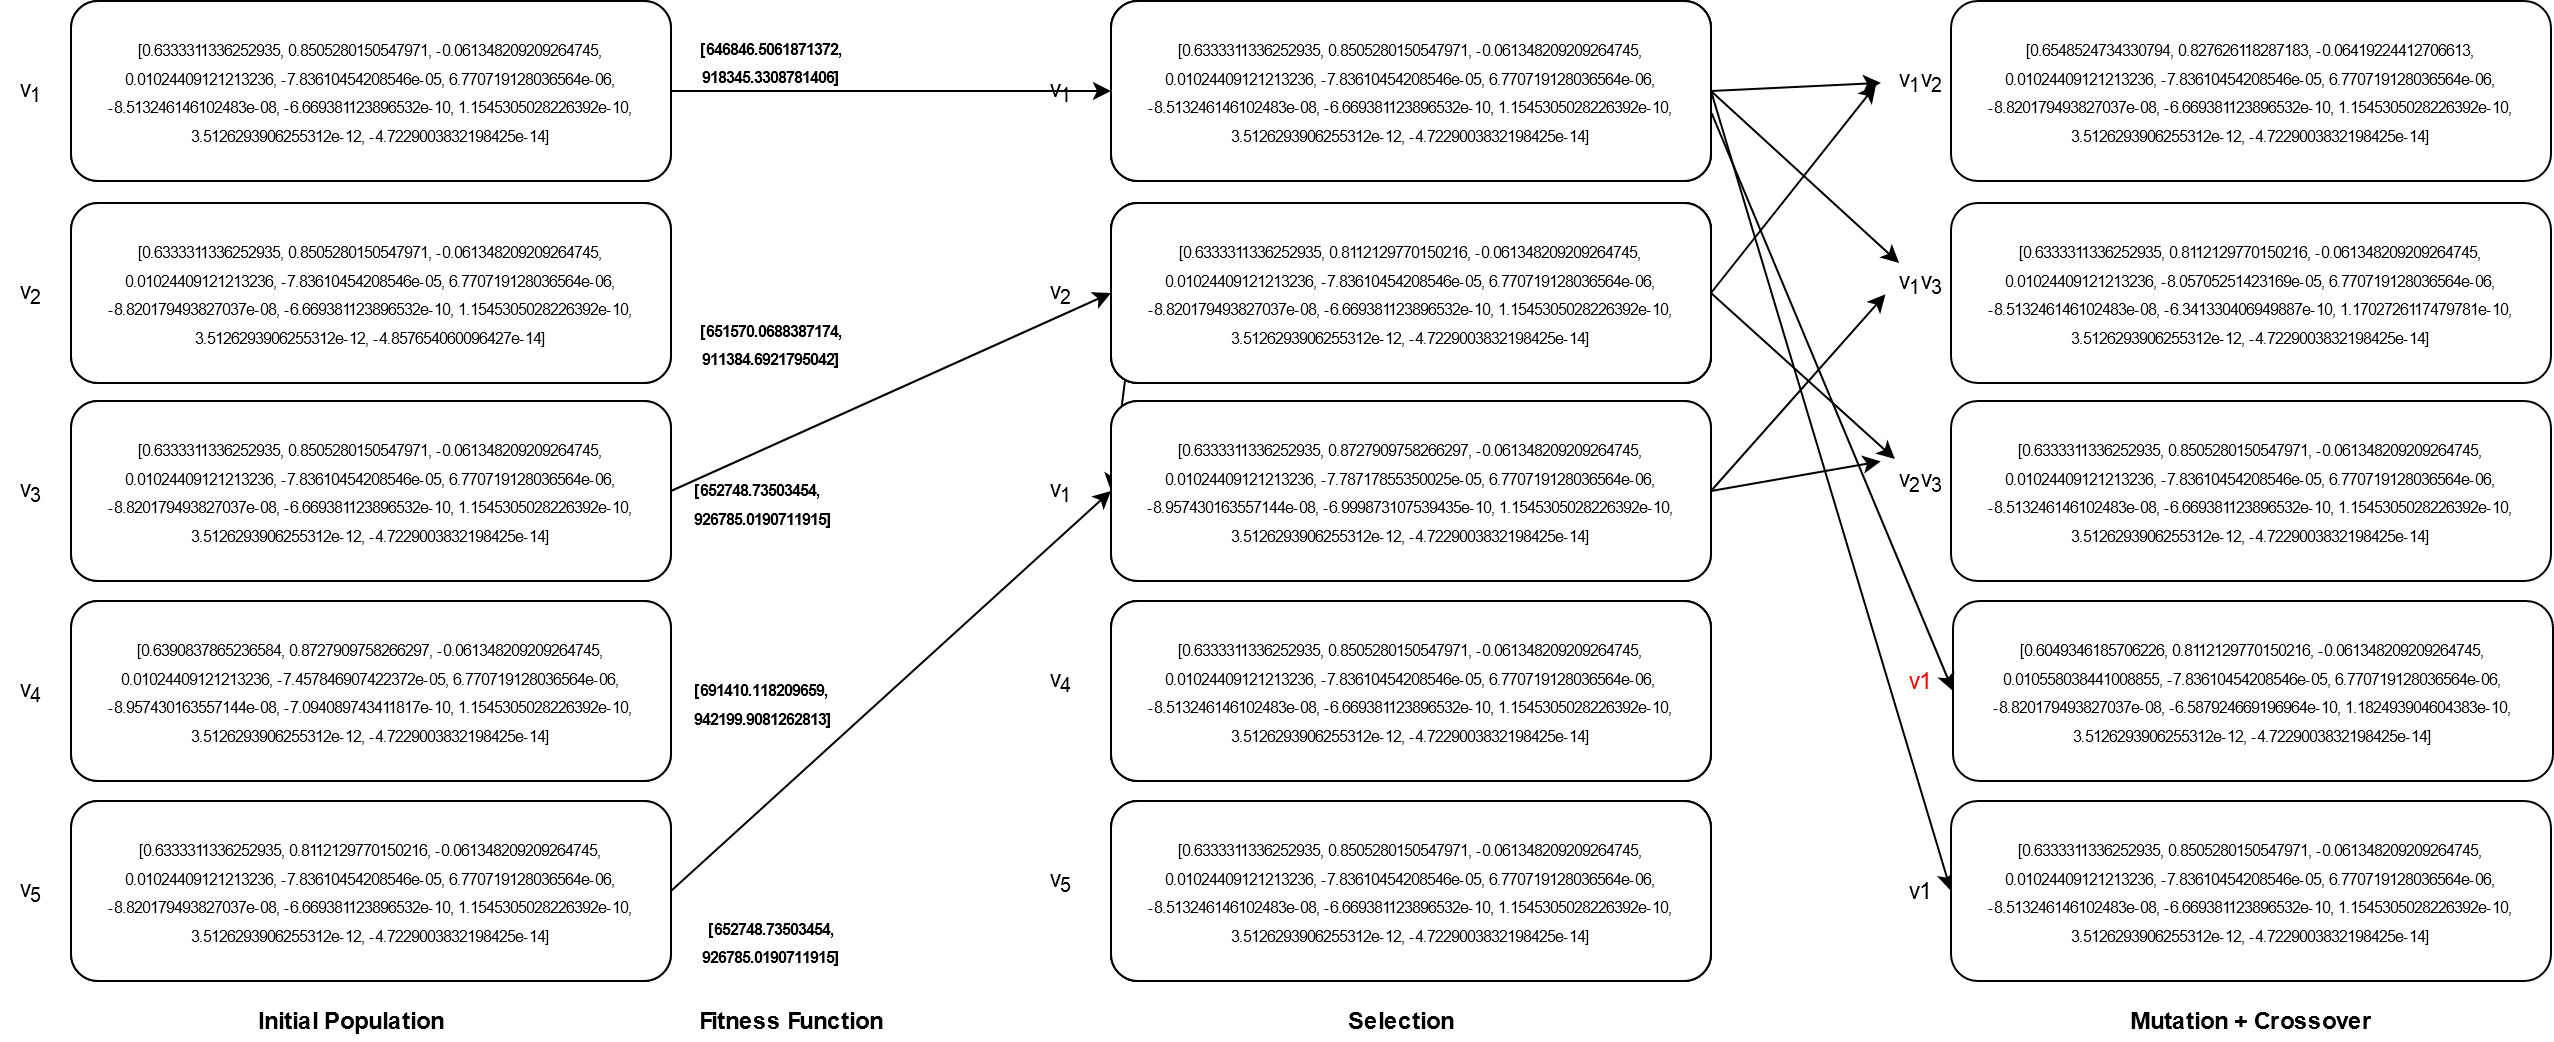 v1
[0.6333311336252935, 0.8505280150547971, -0.061348209209264745,
0.01024409121213236, -7.83610454208546e-05, 6.770719128036564e-06,
-8.513246146102483e-08, -6.669381123896532e-10, 1.1545305028226392e-10,
3.5126293906255312e-12, -4.7229003832198425e-14]
v2
[0.6333311336252935, 0.8505280150547971, -0.061348209209264745,
0.01024409121213236, -7.83610454208546e-05, 6.770719128036564e-06,
-8.820179493827037e-08, -6.669381123896532e-10, 1.1545305028226392e-10,
3.5126293906255312e-12, -4.857654060096427e-14]
v3
[0.6333311336252935, 0.8505280150547971, -0.061348209209264745,
0.01024409121213236, -7.83610454208546e-05, 6.770719128036564e-06,
-8.820179493827037e-08, -6.669381123896532e-10, 1.1545305028226392e-10,
3.5126293906255312e-12, -4.7229003832198425e-14]
v4
[0.6390837865236584, 0.8727909758266297, -0.061348209209264745,
0.01024409121213236, -7.457846907422372e-05, 6.770719128036564e-06,
-8.957430163557144e-08, -7.094089743411817e-10, 1.1545305028226392e-10,
3.5126293906255312e-12, -4.7229003832198425e-14]
v5
[0.6333311336252935, 0.8112129770150216, -0.061348209209264745,
0.01024409121213236, -7.83610454208546e-05, 6.770719128036564e-06,
-8.820179493827037e-08, -6.669381123896532e-10, 1.1545305028226392e-10,
3.5126293906255312e-12, -4.7229003832198425e-14]
Initial Population
[646846.5061871372,
918345.3308781406]
[651570.0688387174,
911384.6921795042]
[652748.73503454,
926785.0190711915]
[691410.118209659,
942199.9081262813]
[652748.73503454,
926785.0190711915]
Fitness Function
v1
[0.6333311336252935, 0.8505280150547971, -0.061348209209264745,
0.01024409121213236, -7.83610454208546e-05, 6.770719128036564e-06,
-8.513246146102483e-08, -6.669381123896532e-10, 1.1545305028226392e-10,
3.5126293906255312e-12, -4.7229003832198425e-14]
v2
[0.6333311336252935, 0.8112129770150216, -0.061348209209264745,
0.01024409121213236, -7.83610454208546e-05, 6.770719128036564e-06,
-8.820179493827037e-08, -6.669381123896532e-10, 1.1545305028226392e-10,
3.5126293906255312e-12, -4.7229003832198425e-14]
v1
[0.6333311336252935, 0.8727909758266297, -0.061348209209264745,
0.01024409121213236, -7.787178553500​25e-05, 6.770719128036564e-06,
-8.957430163557144e-08, -6.999873107539435e-10, 1.1545305028226392e-10,
3.5126293906255312e-12, -4.7229003832198425e-14]
v4
[0.6333311336252935, 0.8505280150547971, -0.061348209209264745,
0.01024409121213236, -7.83610454208546e-05, 6.770719128036564e-06,
-8.513246146102483e-08, -6.669381123896532e-10, 1.1545305028226392e-10,
3.5126293906255312e-12, -4.7229003832198425e-14]
v5
[0.6333311336252935, 0.8505280150547971, -0.061348209209264745,
0.01024409121213236, -7.83610454208546e-05, 6.770719128036564e-06,
-8.513246146102483e-08, -6.669381123896532e-10, 1.1545305028226392e-10,
3.5126293906255312e-12, -4.7229003832198425e-14]
Selection
v1v2
[0.6548524734330794, 0.827626118287183, -0.06419224412706613,
0.01024409121213236, -7.83610454208546e-05, 6.770719128036564e-06,
-8.820179493827037e-08, -6.669381123896532e-10, 1.1545305028226392e-10,
3.5126293906255312e-12, -4.7229003832198425e-14]
v1v3
[0.6333311336252935, 0.8112129770150216, -0.061348209209264745,
0.01024409121213236, -8.05705251423169e-05, 6.770719128036564e-06,
-8.513246146102483e-08, -6.341330406949887e-10, 1.1702726117479781e-10,
3.5126293906255312e-12, -4.7229003832198425e-14]
v2v3
[0.6333311336252935, 0.8505280150547971, -0.061348209209264745,
0.01024409121213236, -7.83610454208546e-05, 6.770719128036564e-06,
-8.513246146102483e-08, -6.669381123896532e-10, 1.1545305028226392e-10,
3.5126293906255312e-12, -4.7229003832198425e-14]
v1
[0.6049346185706226, 0.8112129770150216, -0.061348209209264745,
0.010558038441008855, -7.83610454208546e-05, 6.770719128036564e-06,
-8.820179493827037e-08, -6.587924669196964e-10, 1.182493904604383e-10,
3.5126293906255312e-12, -4.7229003832198425e-14]
v1
[0.6333311336252935, 0.8505280150547971, -0.061348209209264745,
0.01024409121213236, -7.83610454208546e-05, 6.770719128036564e-06,
-8.513246146102483e-08, -6.669381123896532e-10, 1.1545305028226392e-10,
3.5126293906255312e-12, -4.7229003832198425e-14]
Mutation + Crossover